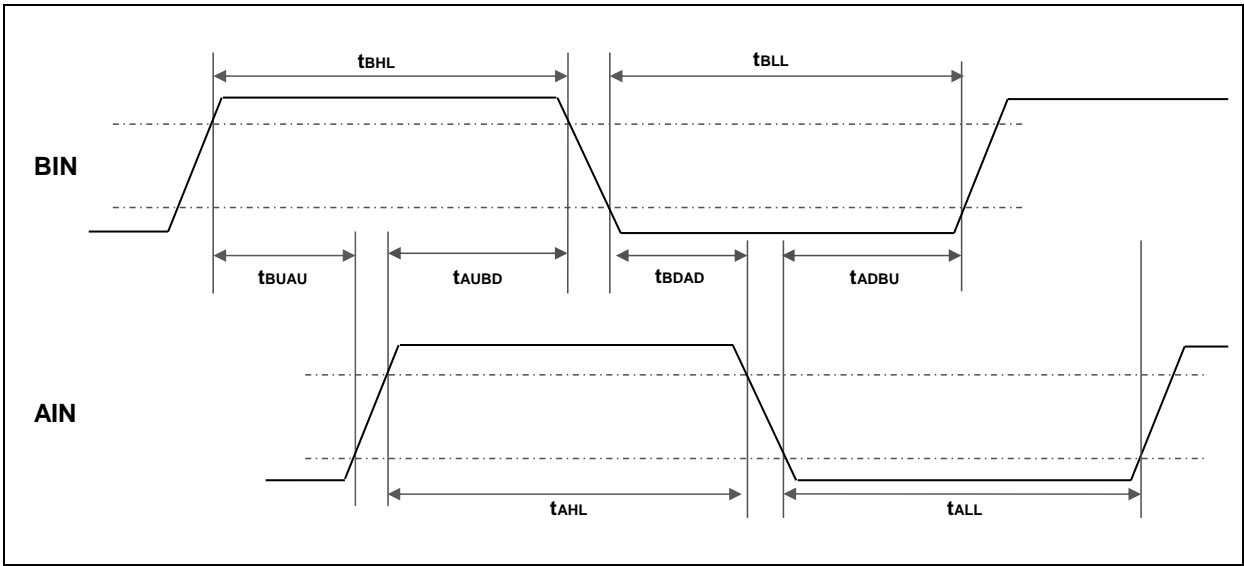 tBHL
tBLL
BIN
tBUAU
tAUBD
tBDAD
tADBU
AIN
tAHL
tALL